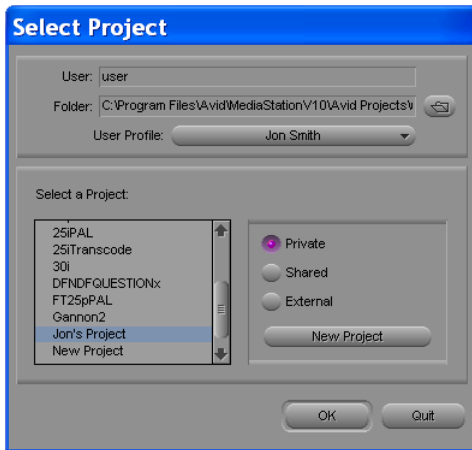 Select Project
User: user
Folder: C:\Program Files\Avid\MediaStationV10\Avid Projects\
User Profile: Jon Smith
Select a Project:
25iPAL
25iTranscode
30i
DFNDFQUESTIONx
FT25pPAL
Gannon2
Jon's Project
New Project
Private
Shared
External
New Project
OK
Quit